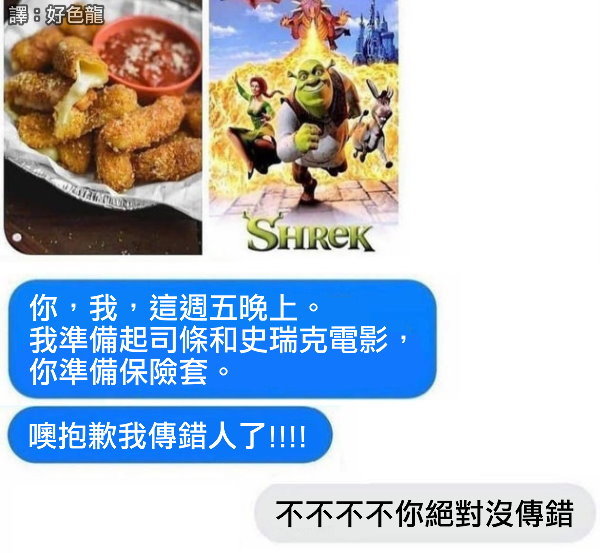 譯：好色龍
SHREK
你，我，這週五晚上。
我準備起司條和史瑞克電影，
你準備保險套。
噢抱歉我傳錯人了!!!!
不不不不你絕對沒傳錯